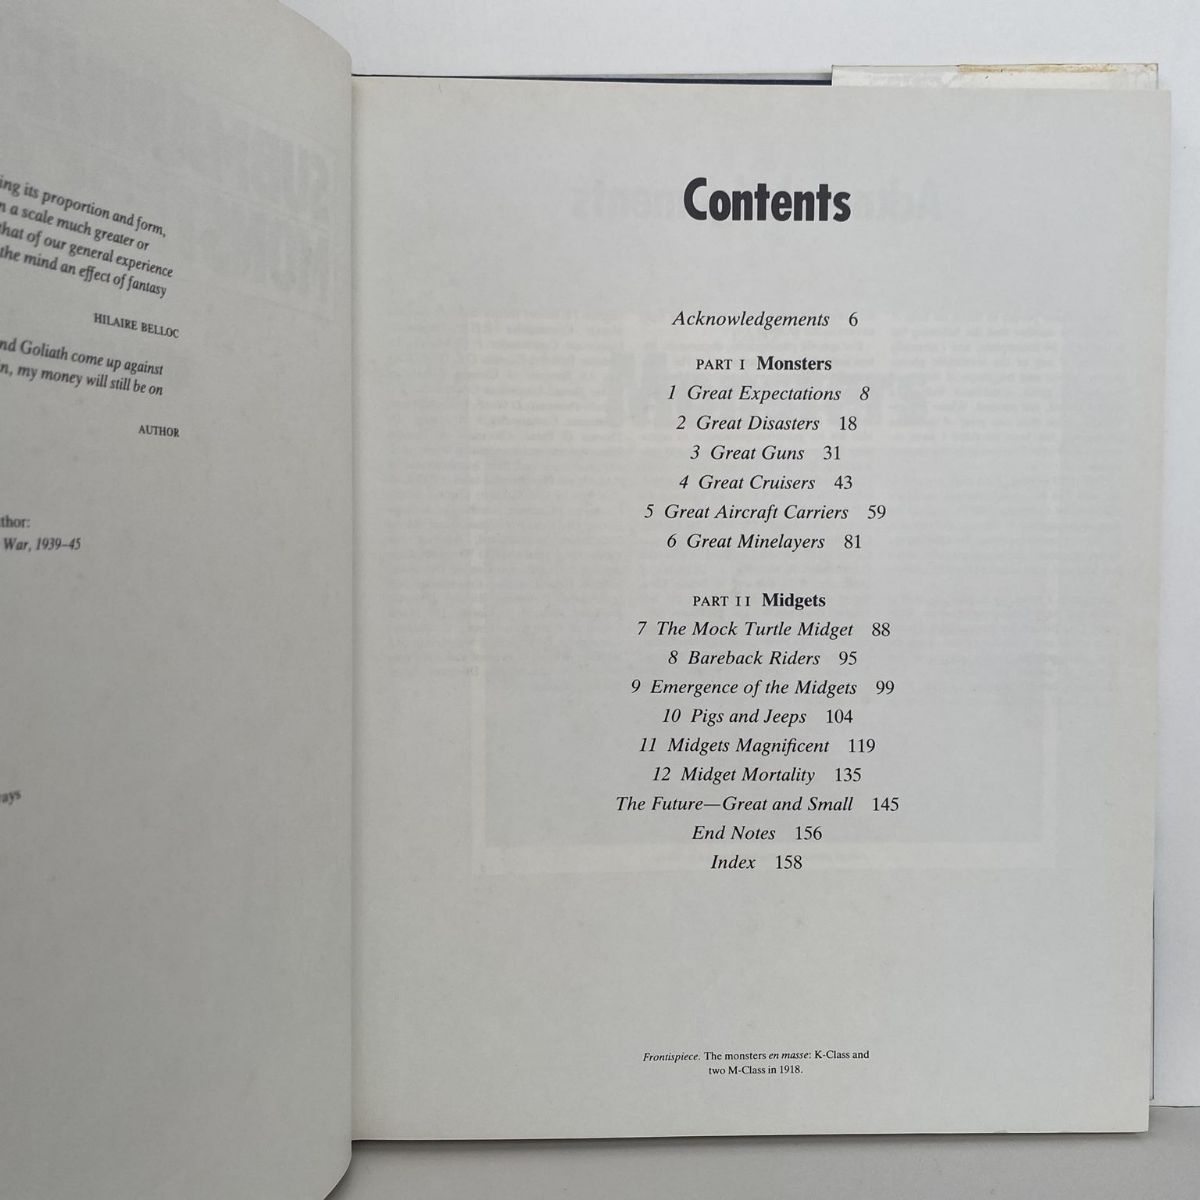 ing its proportion and form,
a scale much greater or
that of our general experience
the mind an effect of fantasy
HILAIRE BELLOC
nd Goliath come up against
n, my money will still be on
AUTHOR
thor:
War, 1939–45
ays
Contents
Acknowledgements 6
PART I Monsters
1 Great Expectations 8
2 Great Disasters 18
3 Great Guns 31
4 Great Cruisers 43
5 Great Aircraft Carriers 59
6 Great Minelayers 81
PART II Midgets
7 The Mock Turtle Midget 88
8 Bareback Riders 95
9 Emergence of the Midgets 99
10 Pigs and Jeeps 104
11 Midgets Magnificent 119
12 Midget Mortality 135
The Future—Great and Small 145
End Notes 156
Index 158
Frontispiece. The monsters en masse: K-Class and
two M-Class in 1918.